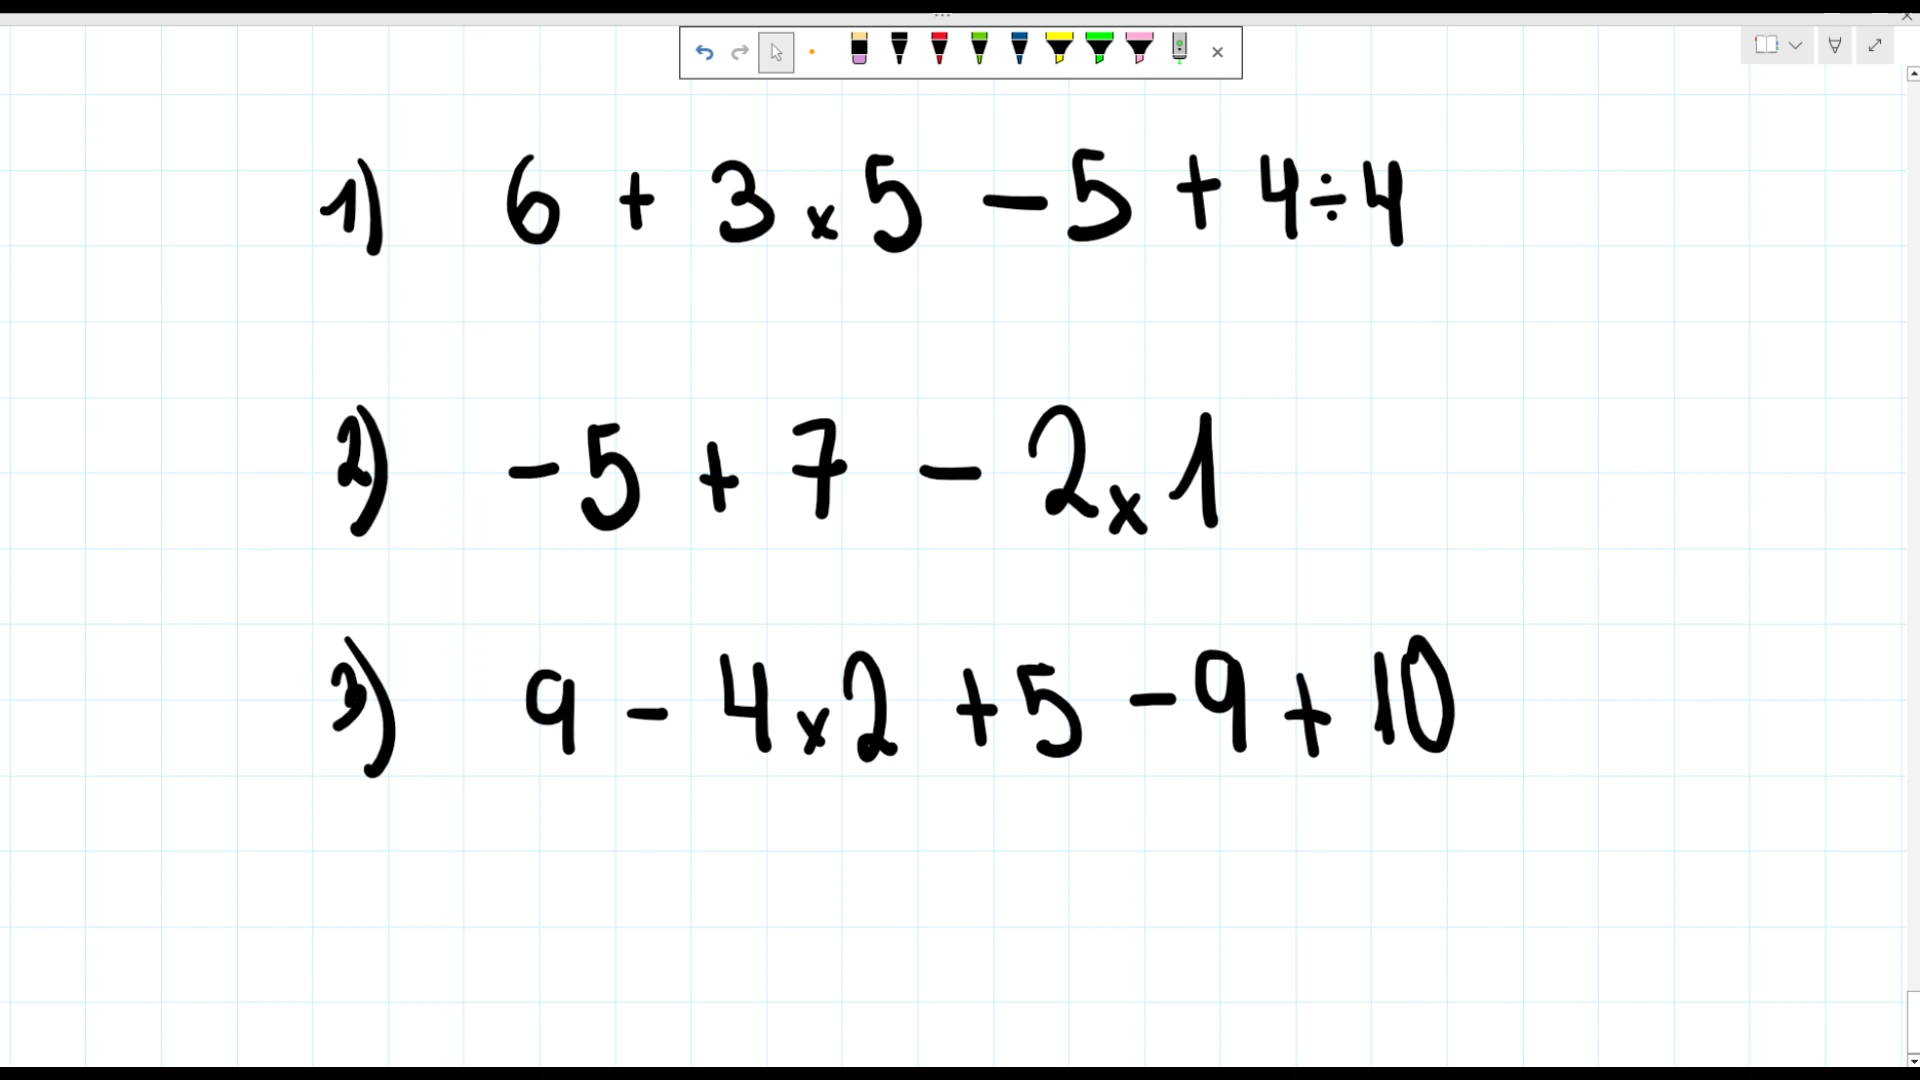 1) 6 + 3 x 5 - 5 + 4 ÷ 4
2) - 5 + 7 - 2 x 1
3) 9 - 4 x 2 + 5 - 9 + 10